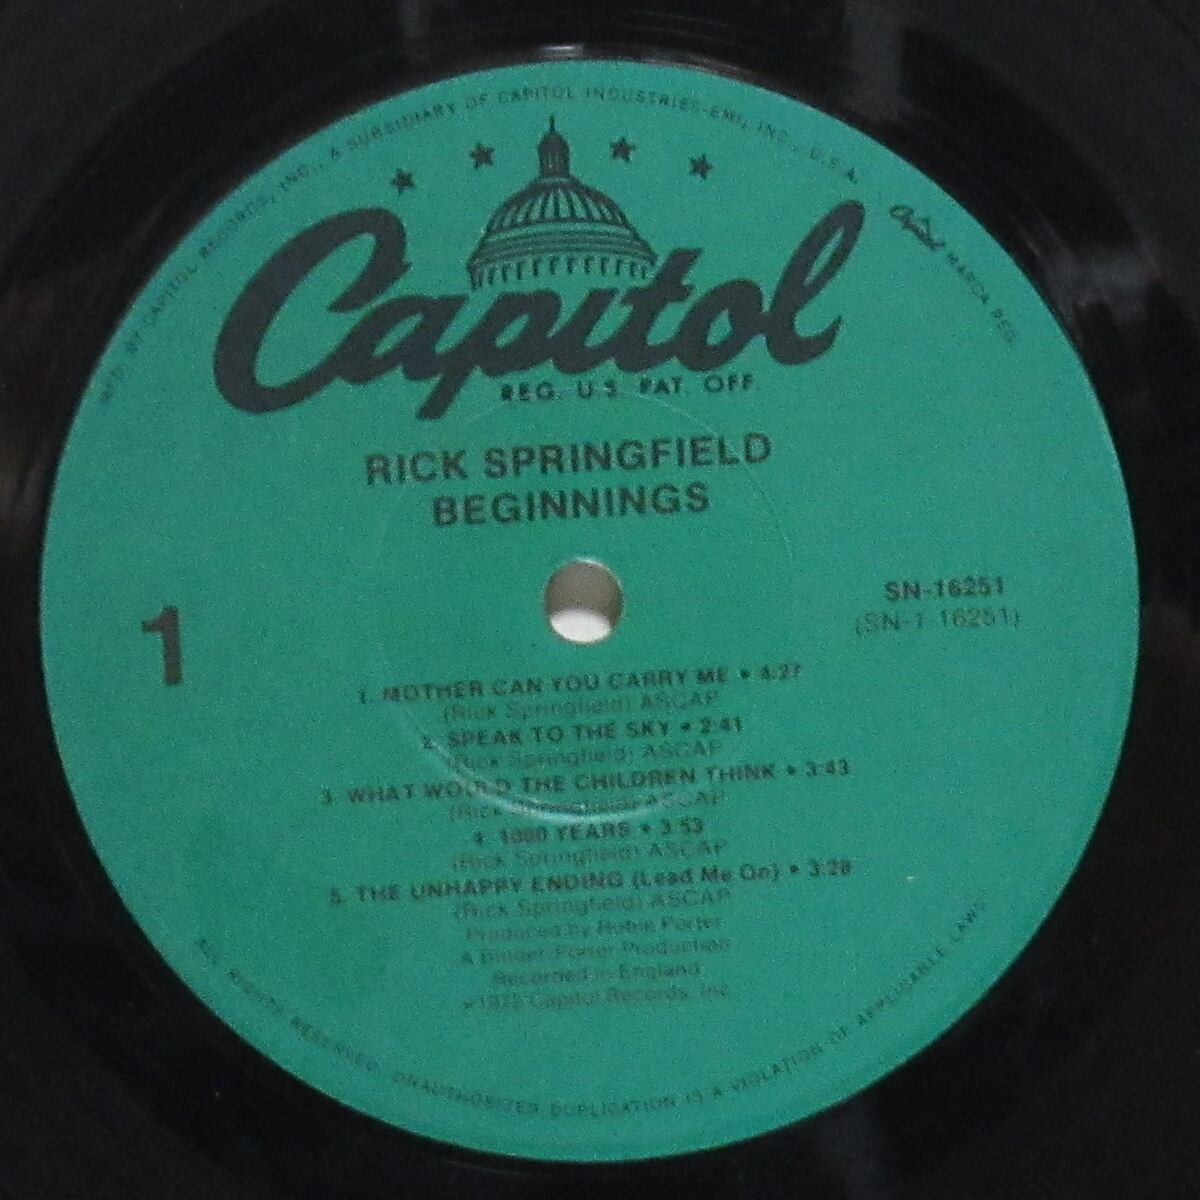 MFD. BY CAPITOL RECORDS, INC., A SUBSIDIARY OF CAPITOL INDUSTRIES-EMI, INC., U.S.A.
Capitol MARCA REG.
Capitol
REG. U.S. PAT. OFF.
RICK SPRINGFIELD
BEGINNINGS
1
SN-16251
(SN-1-16251)
1. MOTHER CAN YOU CARRY ME • 4:27
(Rick Springfield) ASCAP
2. SPEAK TO THE SKY • 2:41
(Rick Springfield) ASCAP
3. WHAT WOULD THE CHILDREN THINK • 3:43
(Rick Springfield) ASCAP
4. 1000 YEARS • 3:53
(Rick Springfield) ASCAP
5. THE UNHAPPY ENDING (Lead Me On) • 3:28
(Rick Springfield) ASCAP
Produced by Robie Porter
A Binder-Porter Production
Recorded in England
℗1972 Capitol Records, Inc.
ALL RIGHTS RESERVED. UNAUTHORIZED DUPLICATION IS A VIOLATION OF APPLICABLE LAWS